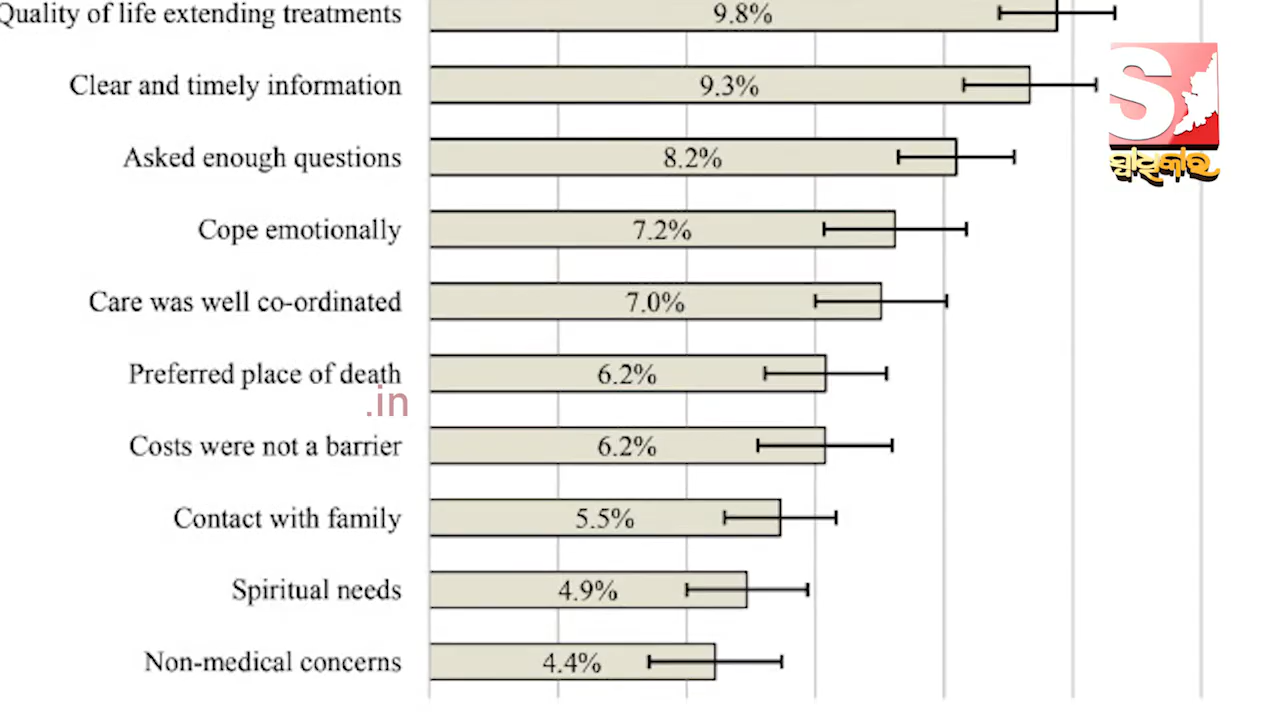 Quality of life extending treatments 9.8%
Clear and timely information 9.3%
S
ସ୍ୱାଧିକାର
Asked enough questions 8.2%
Cope emotionally 7.2%
Care was well co-ordinated 7.0%
Preferred place of death 6.2%
.in
Costs were not a barrier 6.2%
Contact with family 5.5%
Spiritual needs 4.9%
Non-medical concerns 4.4%